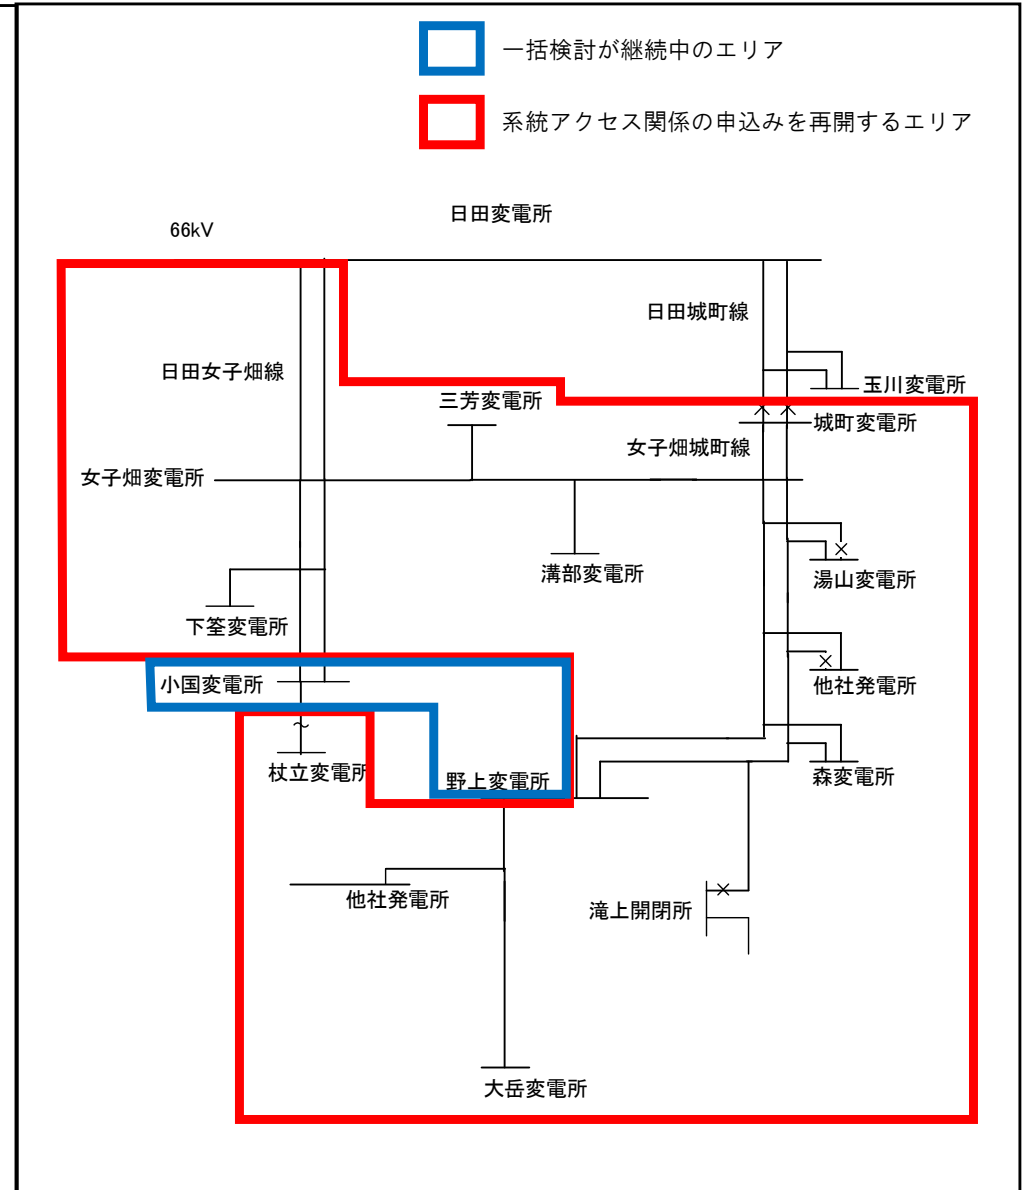 一括検討が継続中のエリア
系統アクセス関係の申込みを再開するエリア
日田変電所
66kV
日田城町線
日田女子畑線
玉川変電所
三芳変電所
城町変電所
女子畑城町線
女子畑変電所
溝部変電所
湯山変電所
下筌変電所
小国変電所
他社発電所
杖立変電所
野上変電所
森変電所
他社発電所
滝上開閉所
大岳変電所